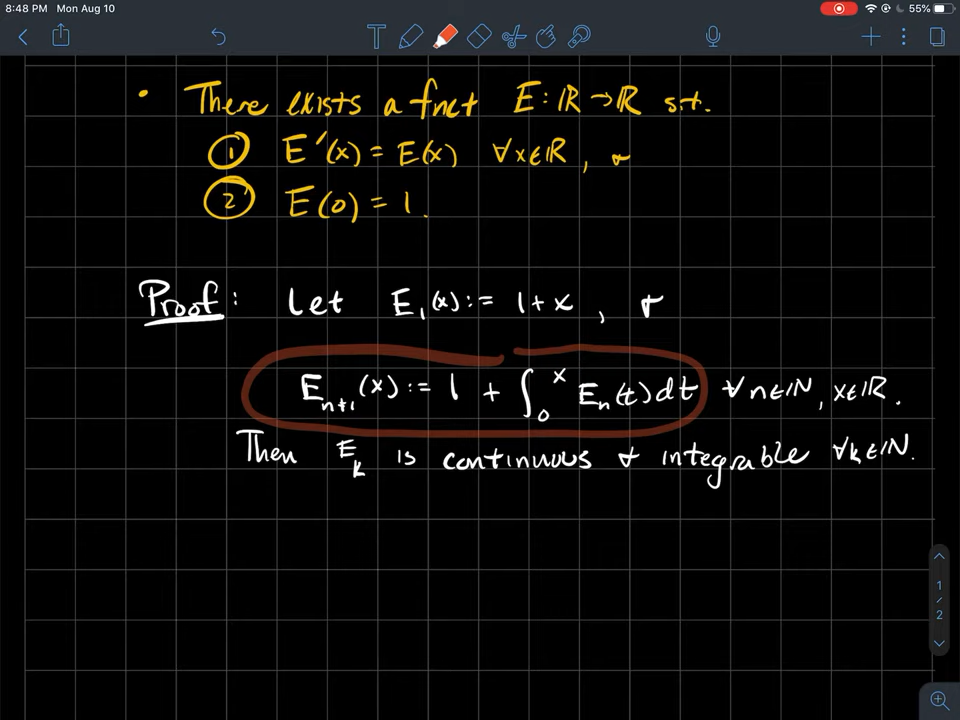 8:48 PM Mon Aug 10 55%
• There exists a fnct E: ℝ → ℝ s.t.
① E'(x) = E(x) ∀x∈ℝ, &
② E(0) = 1.
Proof: Let E₁(x) := 1+x, &
Eₙ₊₁(x) := 1 + ∫₀ˣ Eₙ(t)dt ∀n∈ℕ, x∈ℝ.
Then Eₖ is continuous & integrable ∀k∈ℕ.
1
/
2